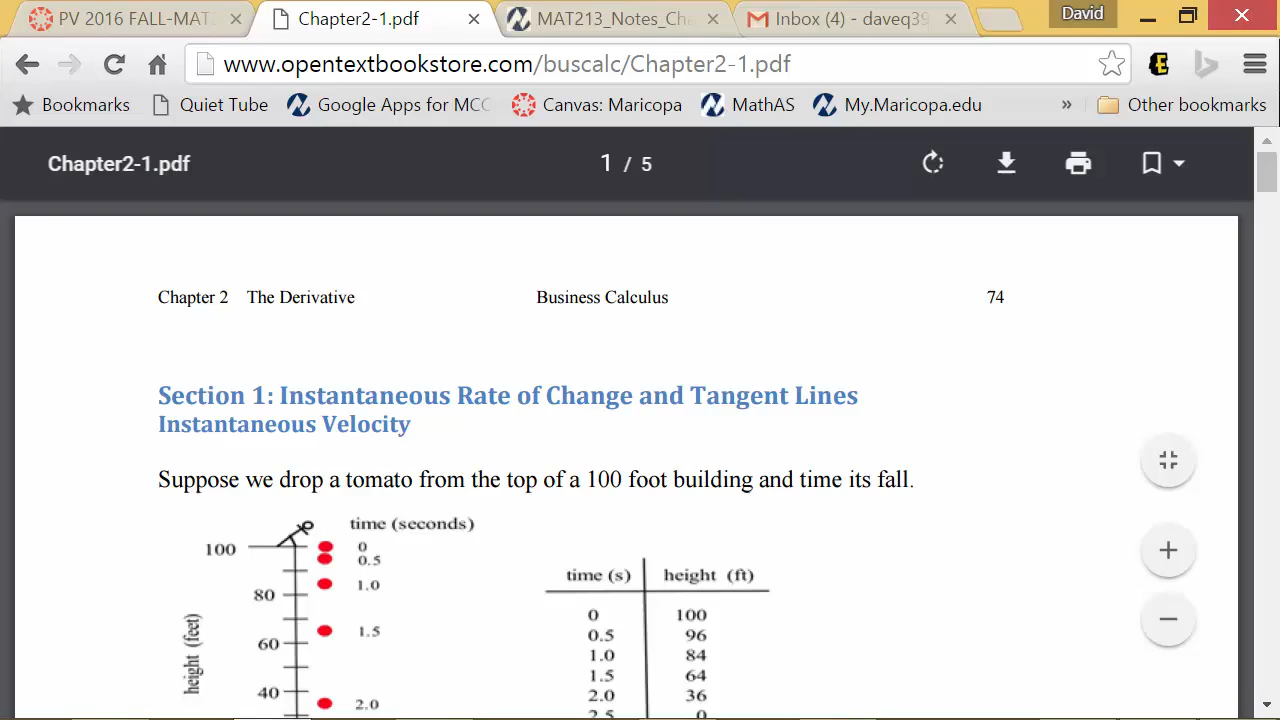 PV 2016 FALL-MAT
Chapter2-1.pdf
MAT213_Notes_Cha
Inbox (4) - daveq39
David
www.opentextbookstore.com/buscalc/Chapter2-1.pdf
Bookmarks
Quiet Tube
Google Apps for MCC
Canvas: Maricopa
MathAS
My.Maricopa.edu
»
Other bookmarks
Chapter2-1.pdf
1 / 5
Chapter 2 The Derivative
Business Calculus
74
Section 1: Instantaneous Rate of Change and Tangent Lines
Instantaneous Velocity
Suppose we drop a tomato from the top of a 100 foot building and time its fall.
time (seconds)
100
0
0.5
1.0
80
1.5
60
height (feet)
40
2.0
time (s) height (ft)
0 100
0.5 96
1.0 84
1.5 64
2.0 36
2.5 0